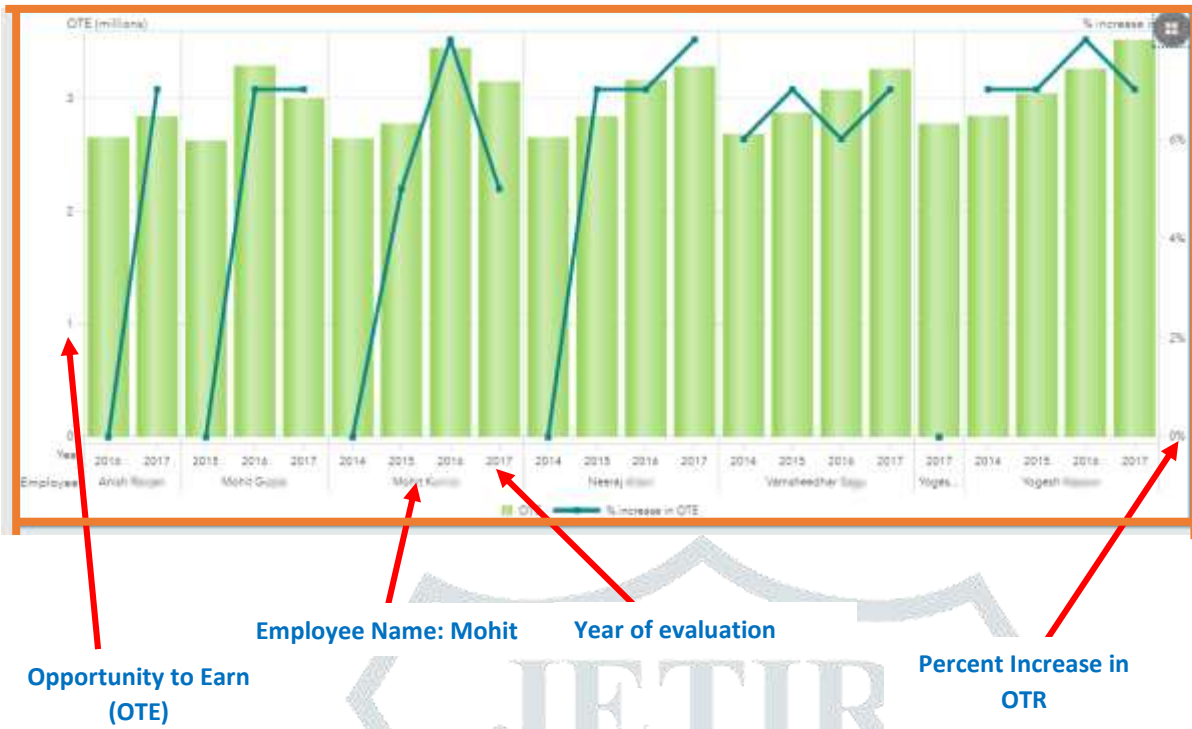 OTE (millions)
% increase
3
2
1
0
6%
4%
2%
0%
Year
2016 2017 2015 2016 2017 2014 2015 2016 2017 2014 2015 2016 2017 2014 2015 2016 2017 2017 2014 2015 2016 2017
Employee Anish Mohit Mohit Neeraj Vamsheedhar Yoges... Yogesh
OTE % increase in OTE
Employee Name: Mohit
Year of evaluation
Opportunity to Earn
(OTE)
Percent Increase in
OTR
JETIR